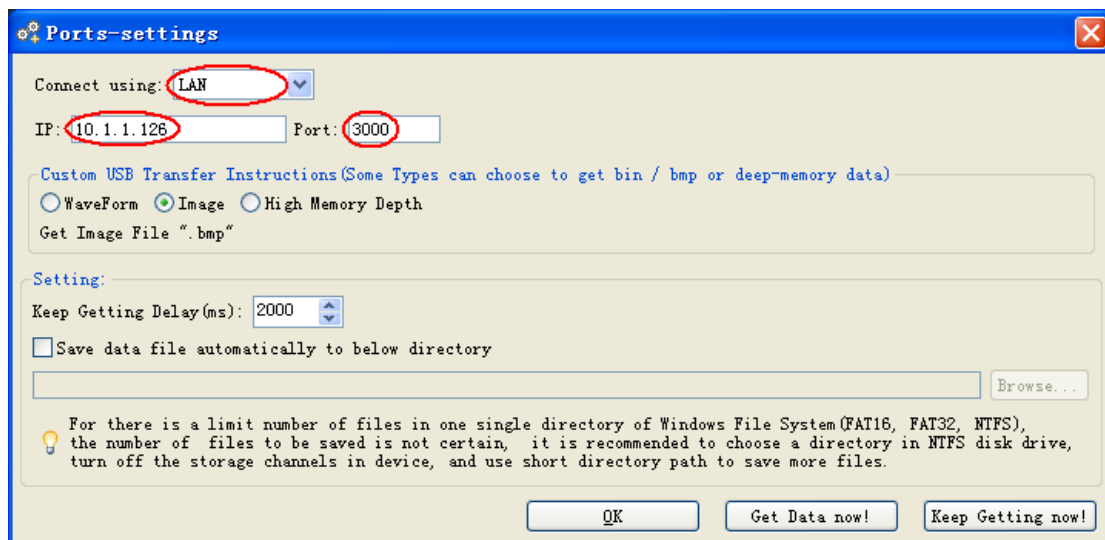 Ports-settings
Connect using: LAN
IP: 10.1.1.126 Port: 3000
Custom USB Transfer Instructions(Some Types can choose to get bin / bmp or deep-memory data)
WaveForm Image High Memory Depth
Get Image File ".bmp"
Setting:
Keep Getting Delay(ms): 2000
Save data file automatically to below directory
Browse...
For there is a limit number of files in one single directory of Windows File System(FAT16, FAT32, NTFS),
the number of files to be saved is not certain, it is recommended to choose a directory in NTFS disk drive,
turn off the storage channels in device, and use short directory path to save more files.
OK Get Data now! Keep Getting now!